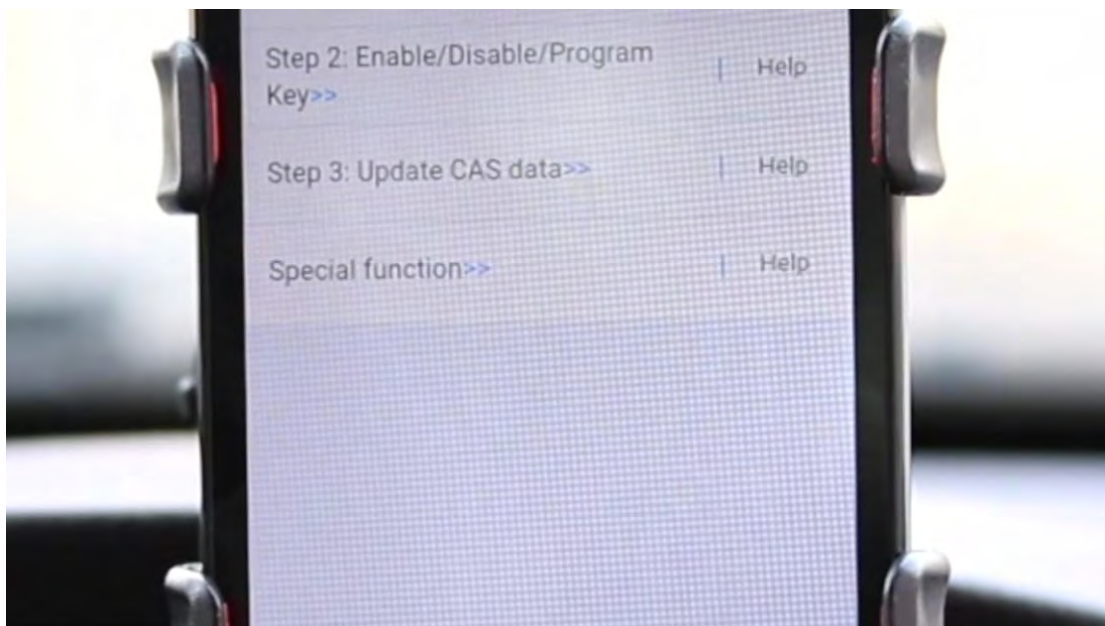 Step 2: Enable/Disable/Program | Help
Key>>
Step 3: Update CAS data>> | Help
Special function>> | Help